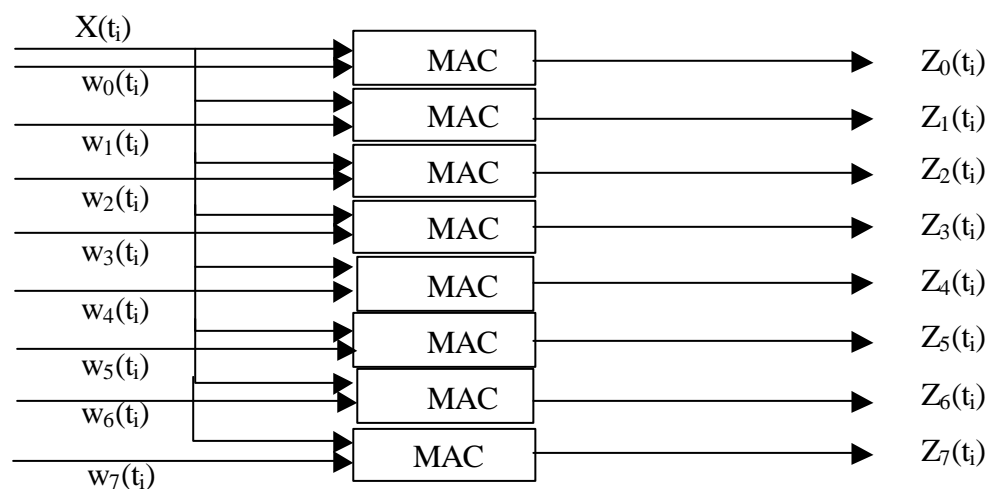 X(tᵢ)
MAC
Z₀(tᵢ)
w₀(tᵢ)
MAC
Z₁(tᵢ)
w₁(tᵢ)
MAC
Z₂(tᵢ)
w₂(tᵢ)
MAC
Z₃(tᵢ)
w₃(tᵢ)
MAC
Z₄(tᵢ)
w₄(tᵢ)
MAC
Z₅(tᵢ)
w₅(tᵢ)
MAC
Z₆(tᵢ)
w₆(tᵢ)
MAC
Z₇(tᵢ)
w₇(tᵢ)